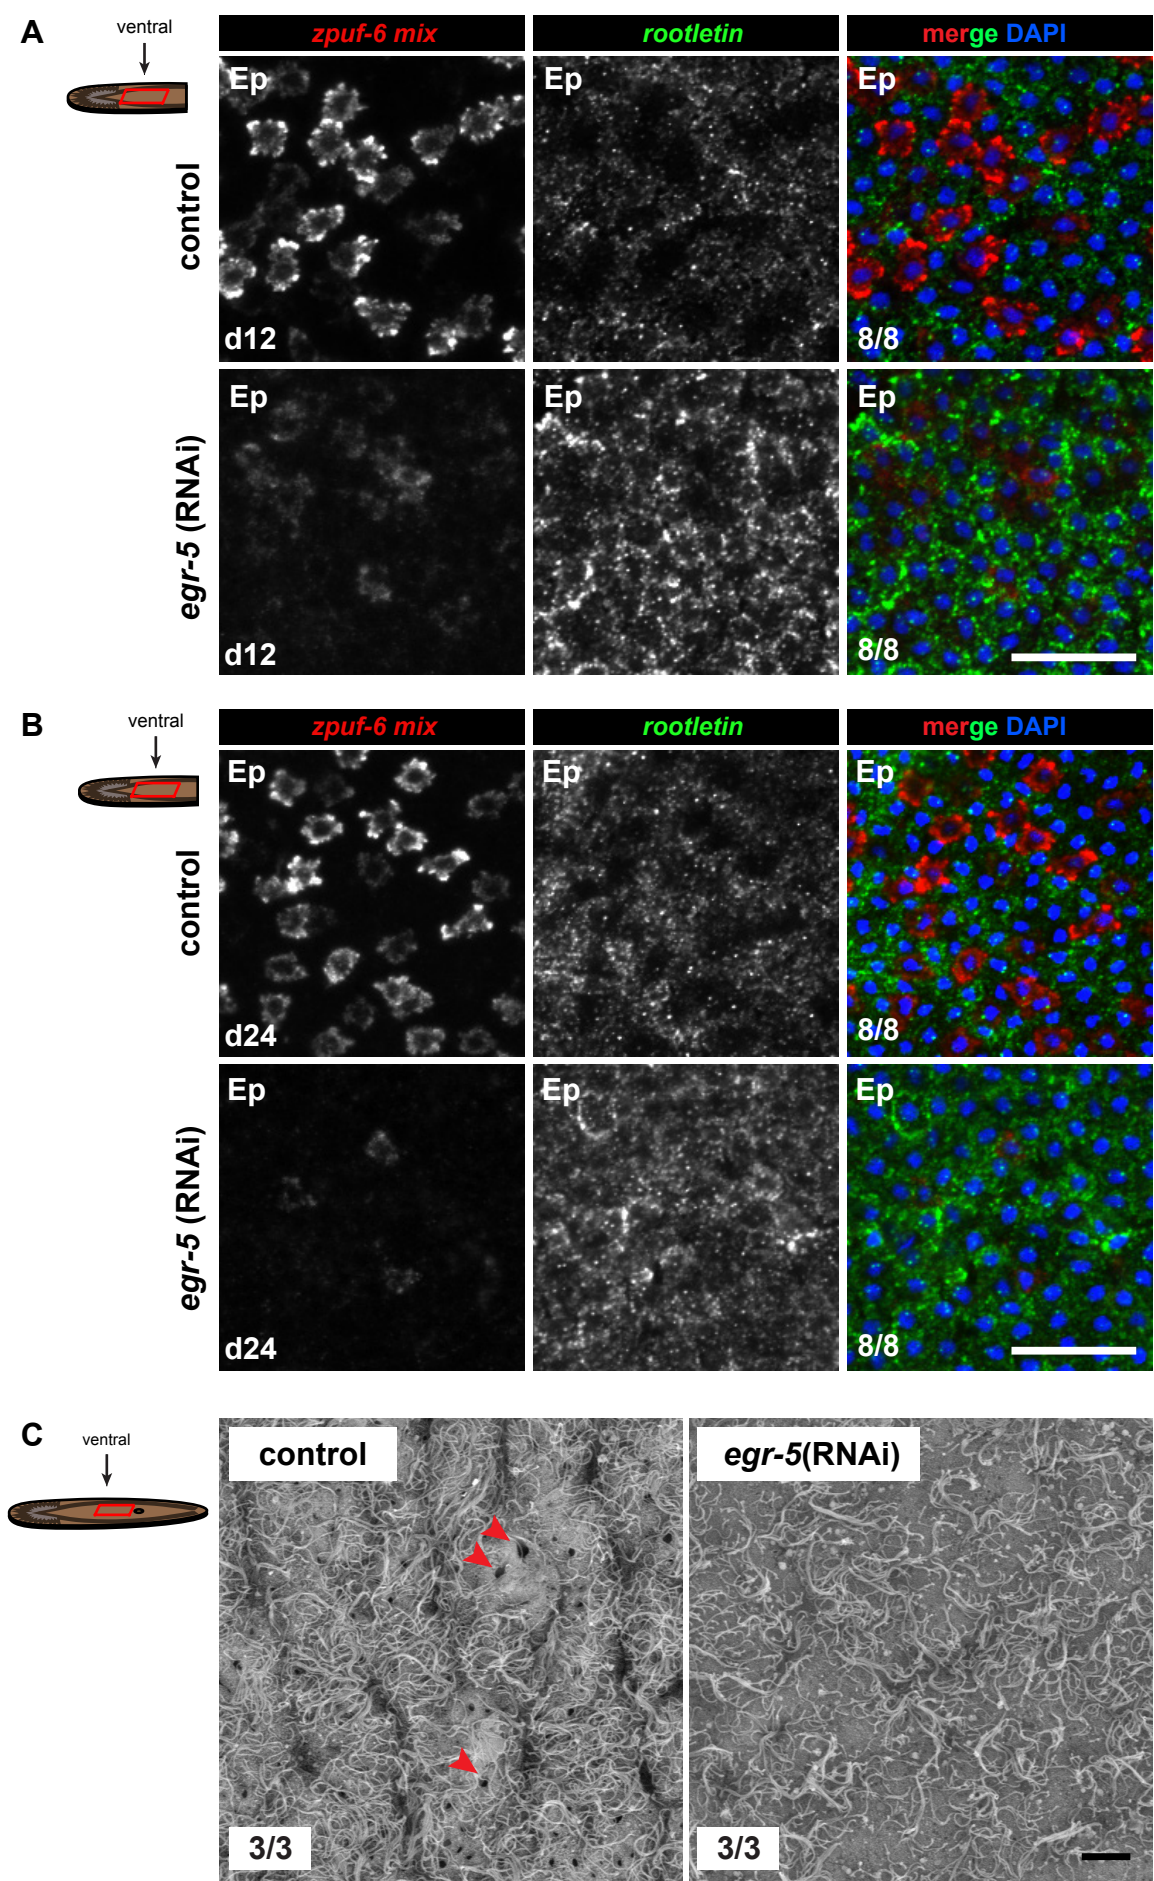 A
ventral
zpuf-6 mix
rootletin
merge DAPI
control
Ep
d12
Ep
Ep
8/8
egr-5 (RNAi)
Ep
d12
Ep
Ep
8/8
B
ventral
zpuf-6 mix
rootletin
merge DAPI
control
Ep
d24
Ep
Ep
8/8
egr-5 (RNAi)
Ep
d24
Ep
Ep
8/8
C
ventral
control
3/3
egr-5(RNAi)
3/3